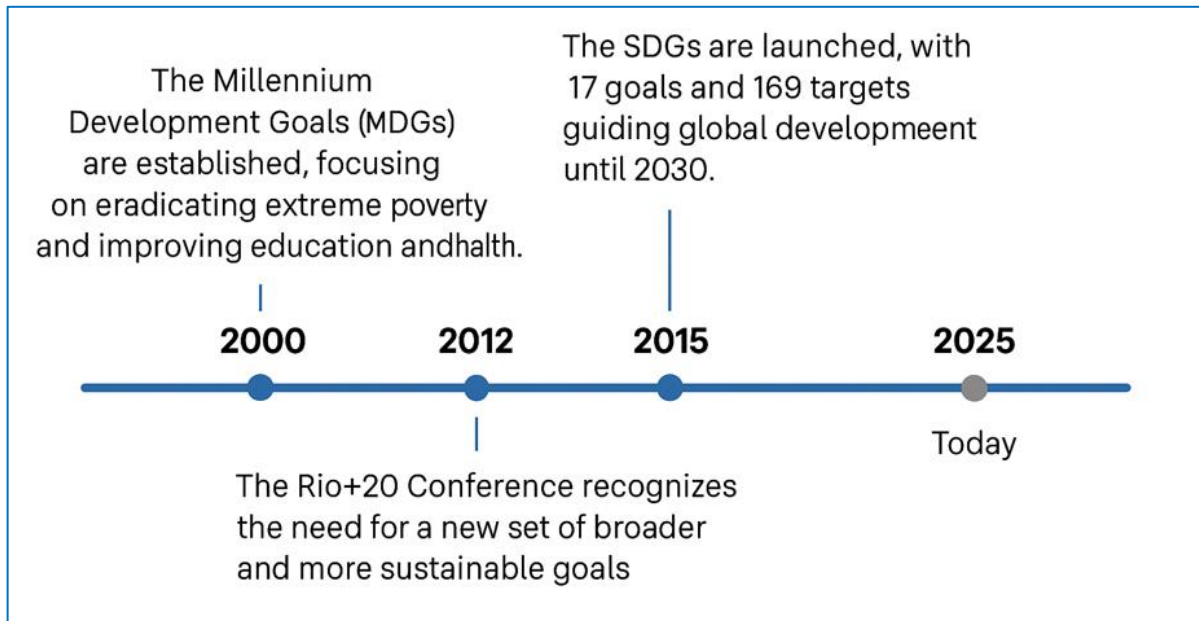 The Millennium
Development Goals (MDGs)
are established, focusing
on eradicating extreme poverty
and improving education andhalth.
The SDGs are launched, with
17 goals and 169 targets
guiding global developmeent
until 2030.
2000
2012
2015
2025
Today
The Rio+20 Conference recognizes
the need for a new set of broader
and more sustainable goals